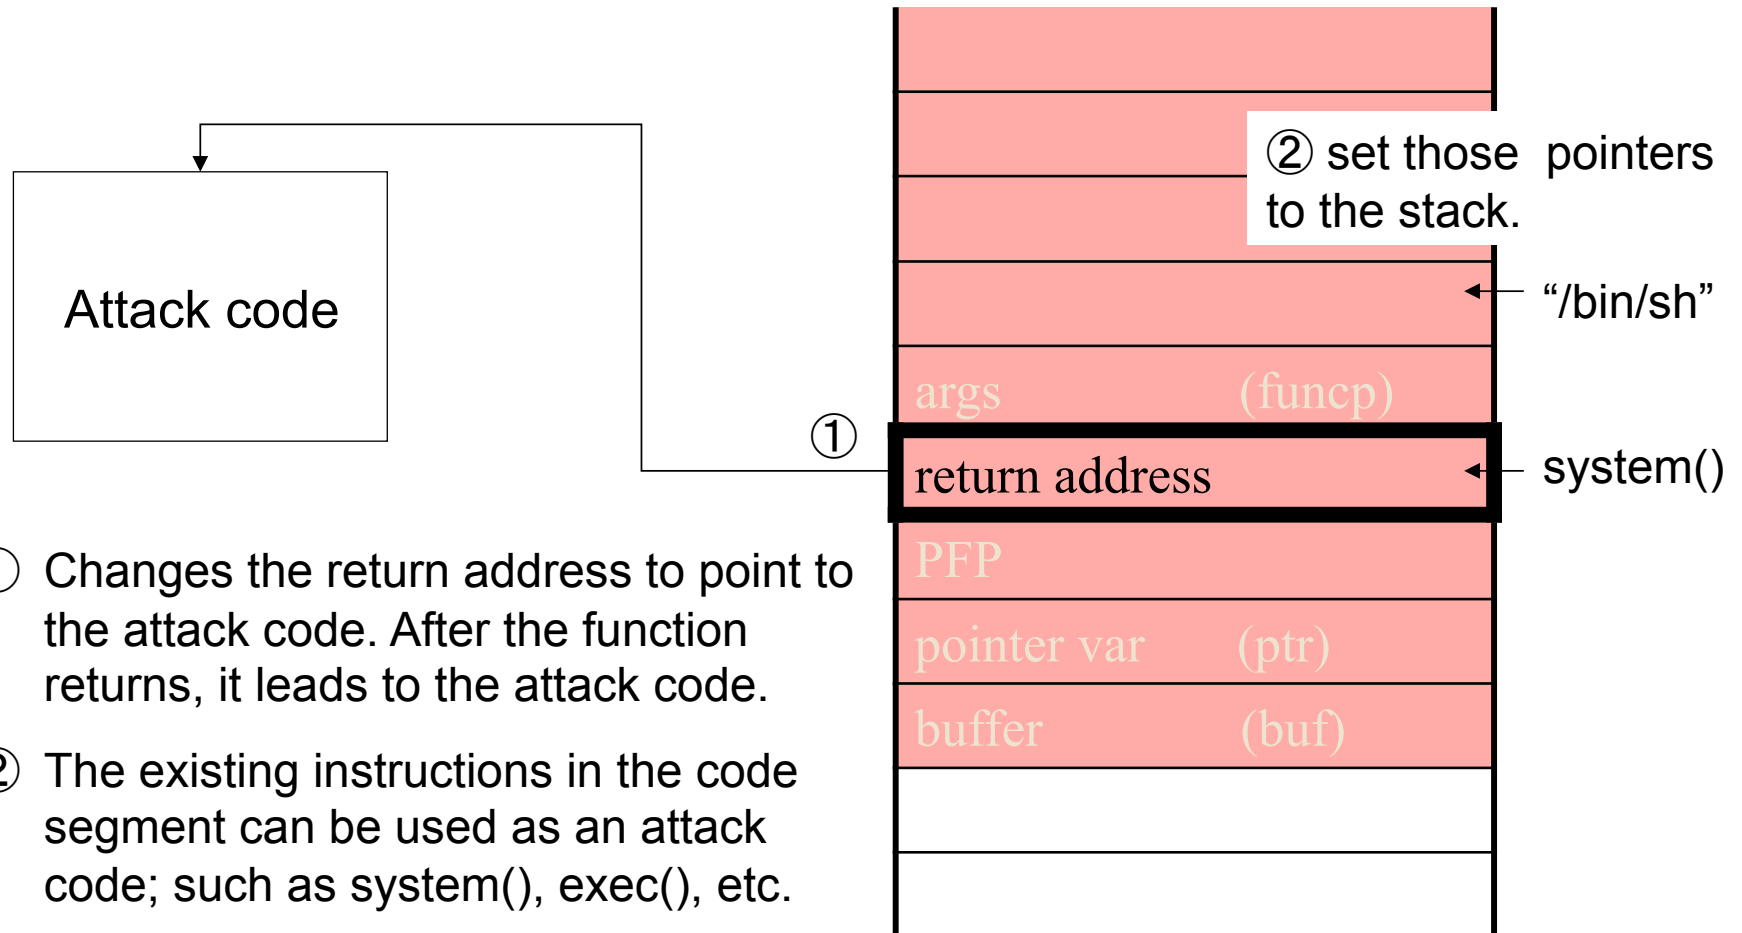 ② set those pointers
to the stack.
Attack code
“/bin/sh”
args (funcp)
①
return address
system()
PFP
pointer var (ptr)
buffer (buf)
Changes the return address to point to
the attack code. After the function
returns, it leads to the attack code.
② The existing instructions in the code
segment can be used as an attack
code; such as system(), exec(), etc.